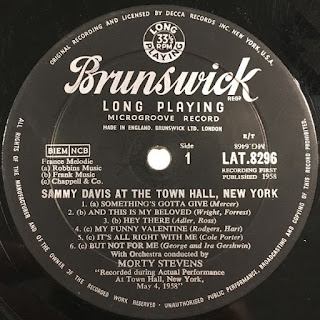 LONG 33⅓ RPM PLAYING
ORIGINAL RECORDING AND LICENSED BY DECCA RECORDS INC. NEW YORK, U.S.A.
Brunswick
REGD
LONG PLAYING
MICROGROOVE RECORD
MADE IN ENGLAND. BRUNSWICK LTD. LONDON
BIEM NCB
Side
1
R/T
MG. 4498
LAT.8296
France Melodie
(a) Robbins Music
(b) Frank Music
(c) Chappell & Co.
RECORDING FIRST
PUBLISHED 1958
SAMMY DAVIS AT THE TOWN HALL, NEW YORK
1. (a) SOMETHING'S GOTTA GIVE (Mercer)
2. (b) AND THIS IS MY BELOVED (Wright, Forrest)
3. (b) HEY THERE (Adler, Ross)
4. (c) MY FUNNY VALENTINE (Rodgers, Hart)
5. (c) IT'S ALL RIGHT WITH ME (Cole Porter)
6. (c) BUT NOT FOR ME (George and Ira Gershwin)
With Orchestra conducted by
MORTY STEVENS
"Recorded during Actual Performance
At Town Hall, New York,
May 4, 1958"
ALL RIGHTS OF THE MANUFACTURER AND OF THE OWNER OF THE RECORDED WORK RESERVED · UNAUTHORISED PUBLIC PERFORMANCE, BROADCASTING AND COPYING OF THIS RECORD PROHIBITED.